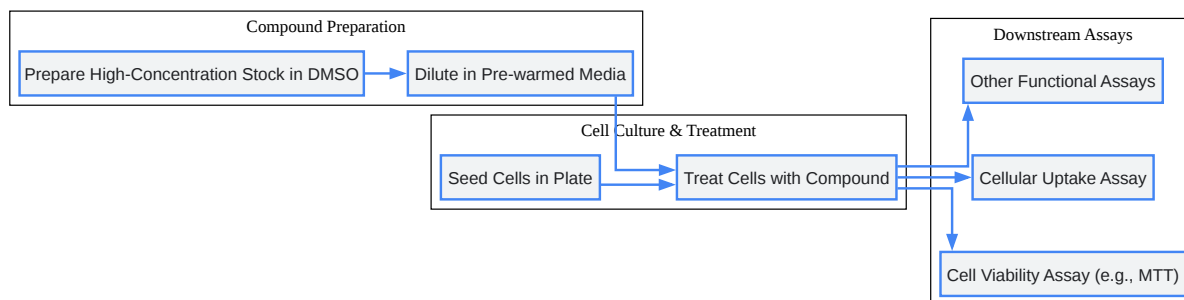 Compound Preparation
Prepare High-Concentration Stock in DMSO
Dilute in Pre-warmed Media
Cell Culture & Treatment
Seed Cells in Plate
Treat Cells with Compound
Downstream Assays
Other Functional Assays
Cellular Uptake Assay
Cell Viability Assay (e.g., MTT)